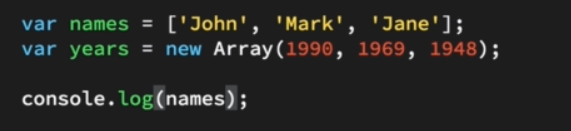 var names = ['John', 'Mark', 'Jane'];
var years = new Array(1990, 1969, 1948);
console.log(names);